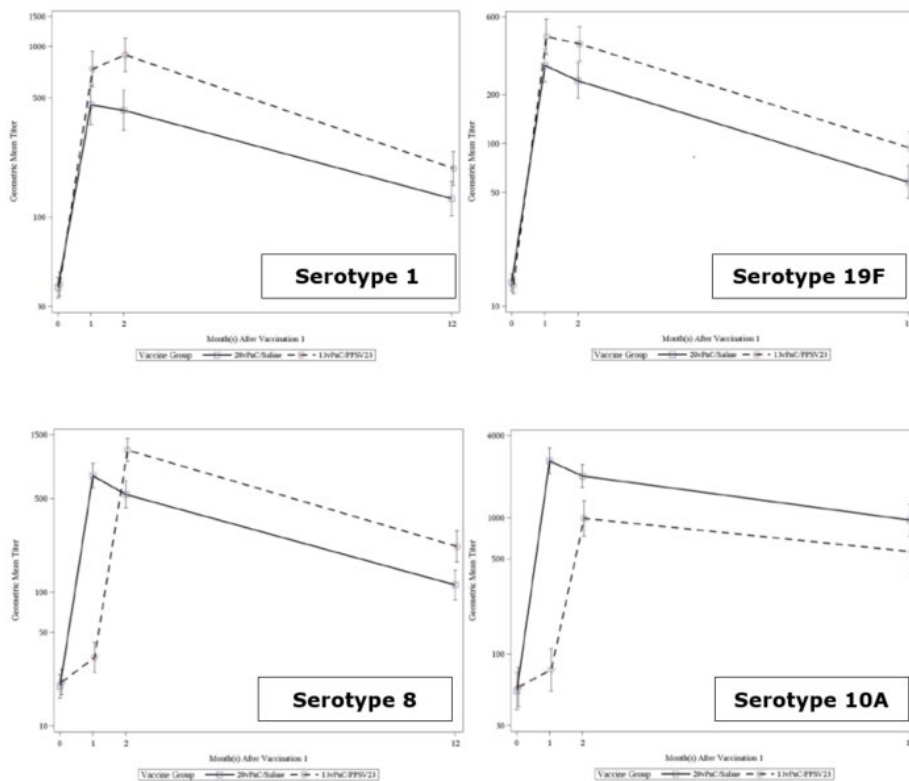 1500
1000
500
100
30
Geometric Mean Titer
Serotype 1
0 1 2 12
Month(s) After Vaccination 1
Vaccine Group 20vPnC/Saline 13vPnC/PPSV23
600
200
100
50
10
Geometric Mean Titer
Serotype 19F
0 1 2
Month(s) After Vaccination 1
Vaccine Group 20vPnC/Saline 13vPnC/PPSV23
1500
500
100
50
10
Geometric Mean Titer
Serotype 8
0 1 2 12
Month(s) After Vaccination 1
Vaccine Group 20vPnC/Saline 13vPnC/PPSV23
4000
1000
500
100
50
Geometric Mean Titer
Serotype 10A
0 1 2
Month(s) After Vaccination 1
Vaccine Group 20vPnC/Saline 13vPnC/PPSV23